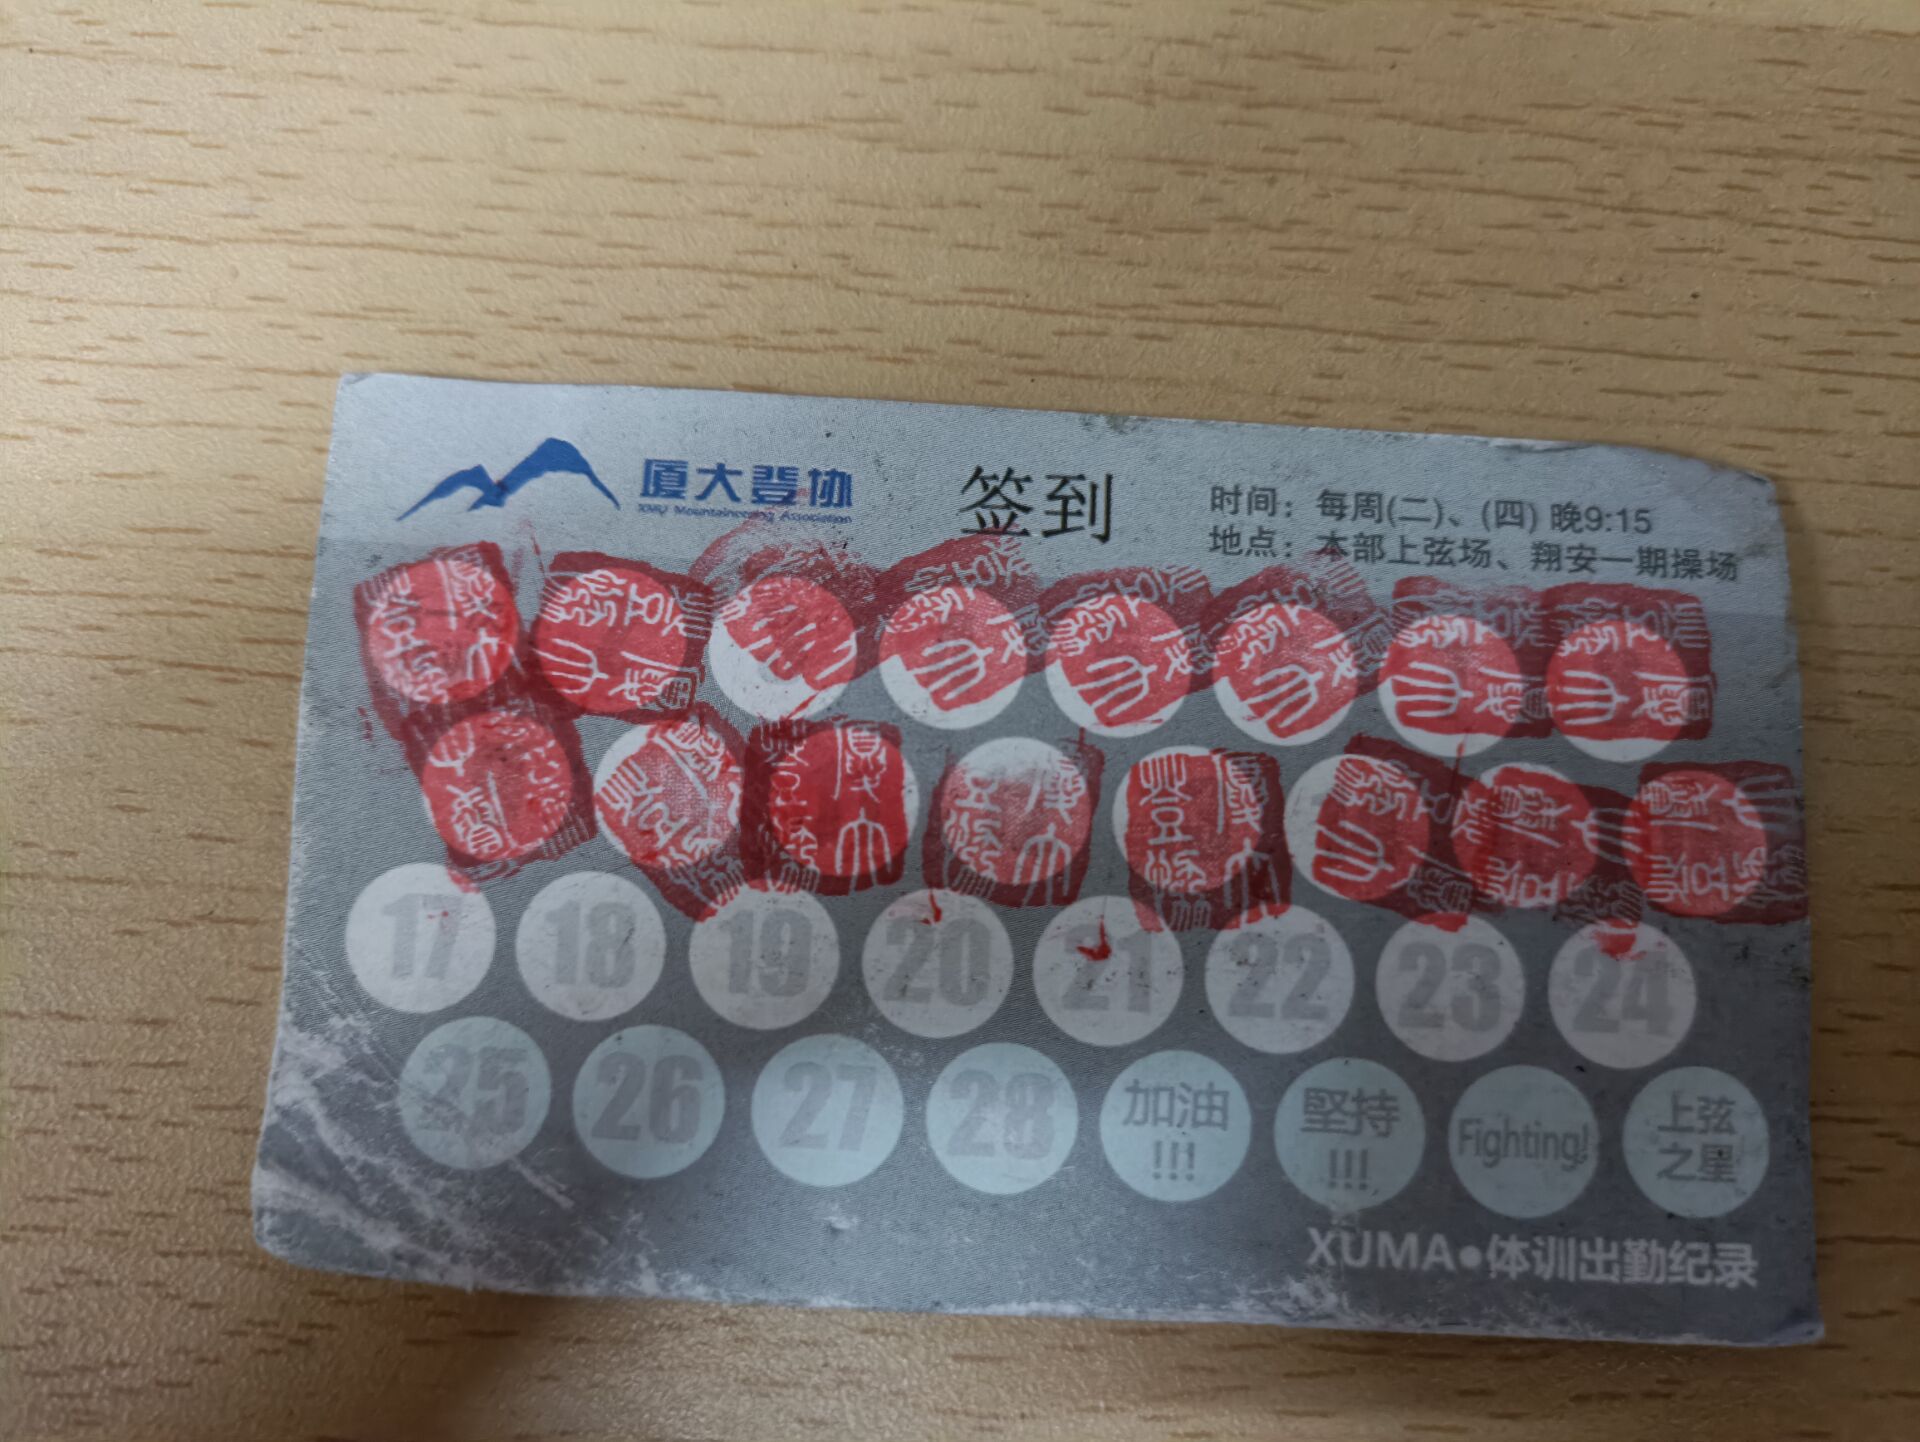 厦大登协
XMU Mountaineering Association
签到
时间：每周(二)、(四) 晚9:15
地点：本部上弦场、翔安一期操场
17 18 19 20 21 22 23 24
25 26 27 28 加油!!! 坚持!!! Fighting! 上弦之星
XUMA•体训出勤纪录